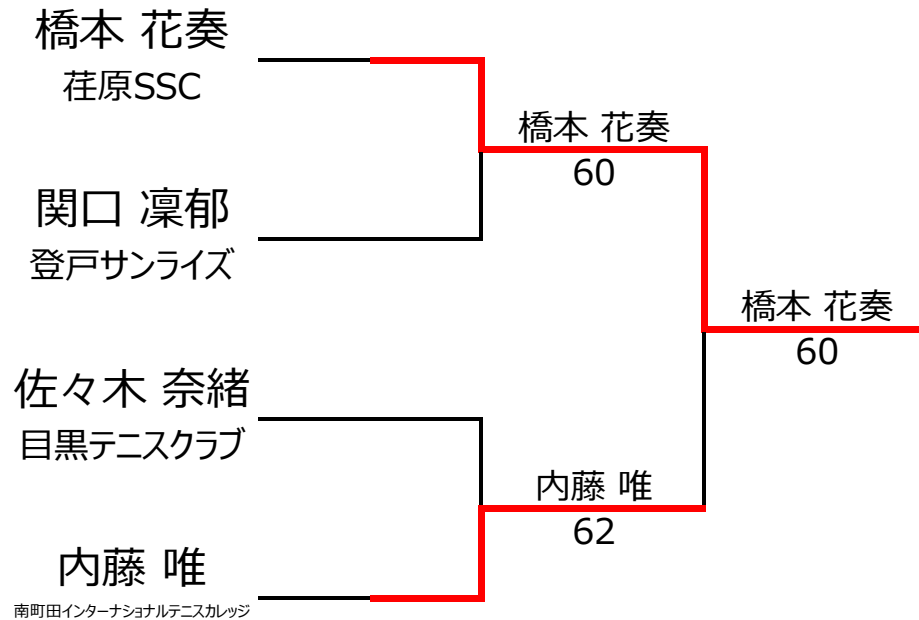 橋本 花奏
荏原SSC
橋本 花奏
60
関口 凜郁
登戸サンライズ
橋本 花奏
60
佐々木 奈緒
目黒テニスクラブ
内藤 唯
62
内藤 唯
南町田インターナショナルテニスカレッジ